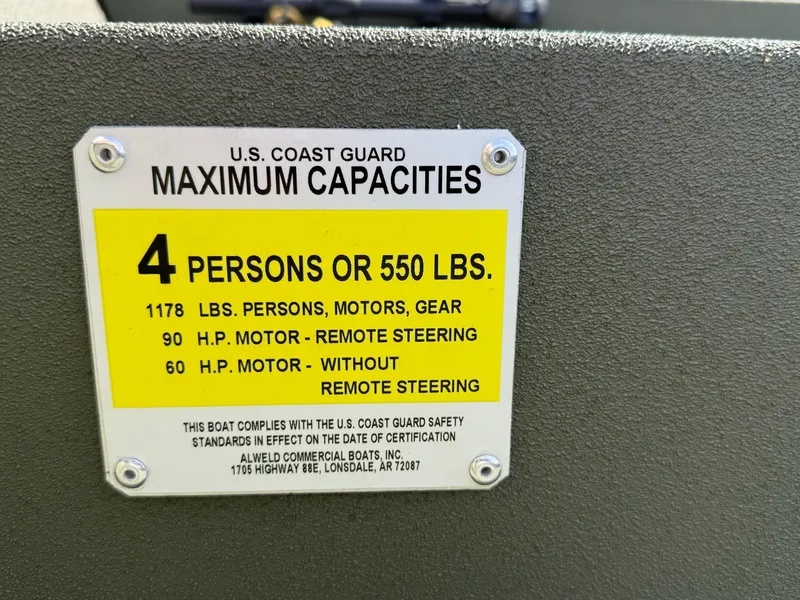 U.S. COAST GUARD
MAXIMUM CAPACITIES
4 PERSONS OR 550 LBS.
1178 LBS. PERSONS, MOTORS, GEAR
90 H.P. MOTOR - REMOTE STEERING
60 H.P. MOTOR - WITHOUT
REMOTE STEERING
THIS BOAT COMPLIES WITH THE U.S. COAST GUARD SAFETY
STANDARDS IN EFFECT ON THE DATE OF CERTIFICATION
ALWELD COMMERCIAL BOATS, INC.
1705 HIGHWAY 88E, LONSDALE, AR 72087